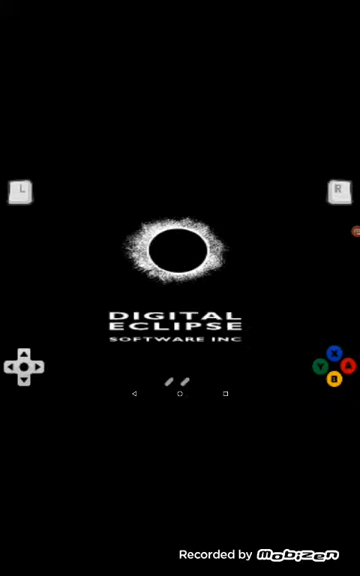 L
R
DIGITAL
ECLIPSE
SOFTWARE INC
X
Y
A
B
Recorded by mobizen